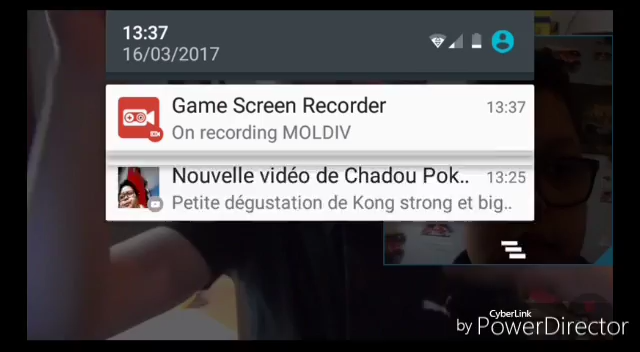 13:37
16/03/2017
Game Screen Recorder 13:37
On recording MOLDIV
Nouvelle vidéo de Chadou Pok.. 13:25
Petite dégustation de Kong strong et big..
CyberLink
by PowerDirector